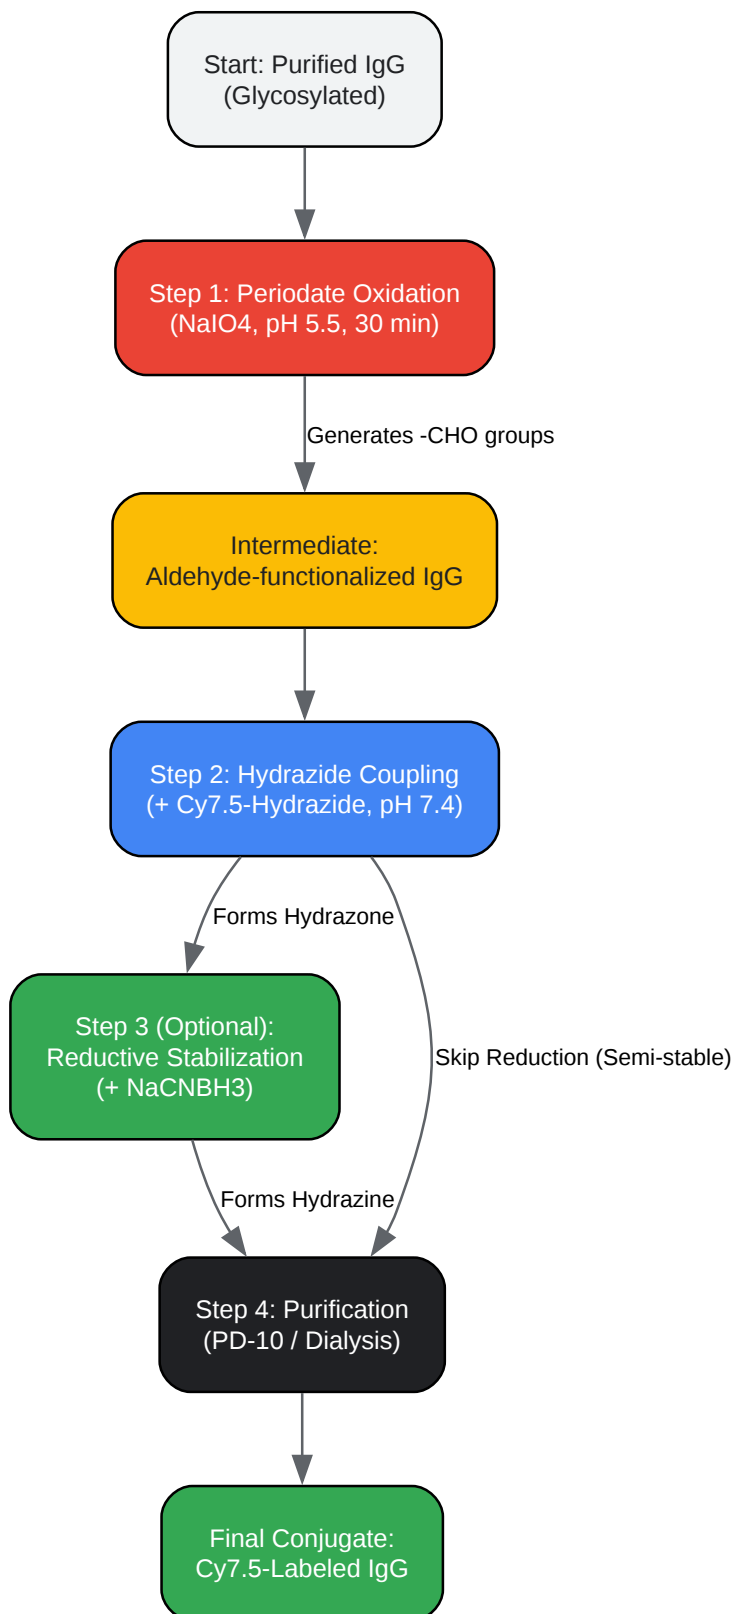 Start: Purified IgG
(Glycosylated)
Step 1: Periodate Oxidation
(NaIO4, pH 5.5, 30 min)
Generates -CHO groups
Intermediate:
Aldehyde-functionalized IgG
Step 2: Hydrazide Coupling
(+ Cy7.5-Hydrazide, pH 7.4)
Forms Hydrazone
Step 3 (Optional):
Reductive Stabilization
(+ NaCNBH3)
Skip Reduction (Semi-stable)
Forms Hydrazine
Step 4: Purification
(PD-10 / Dialysis)
Final Conjugate:
Cy7.5-Labeled IgG